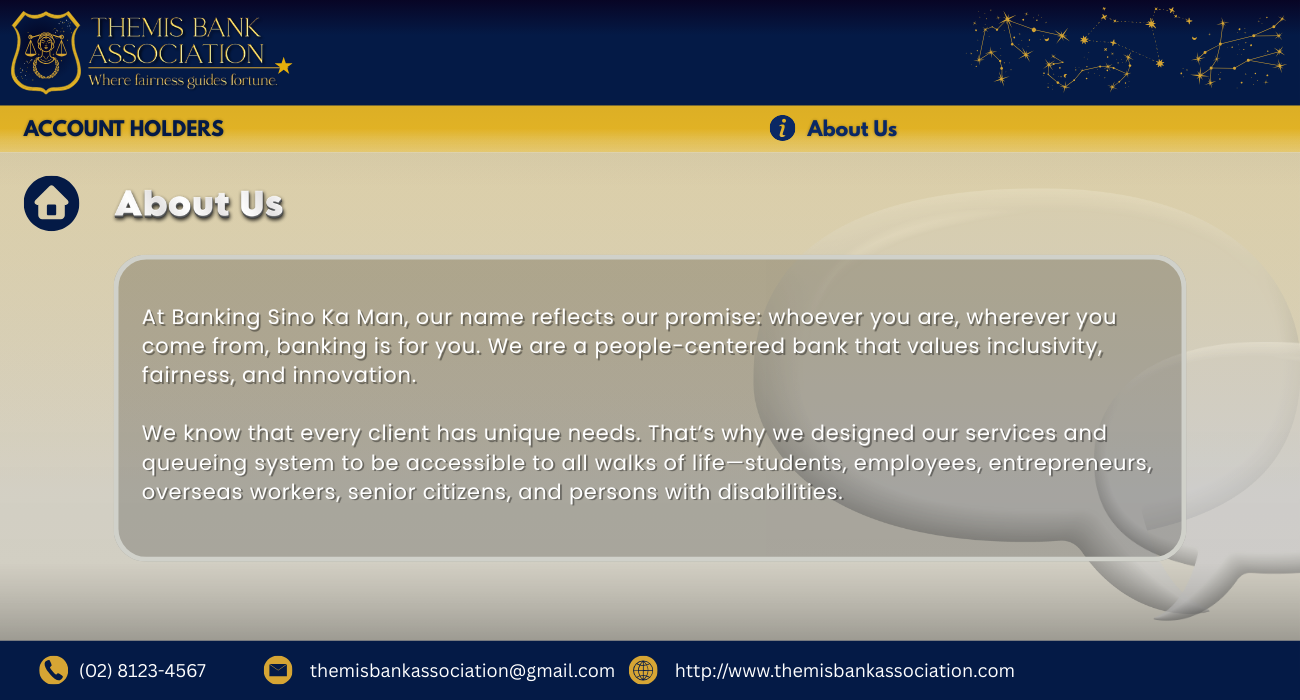 THEMIS BANK
ASSOCIATION
Where fairness guides fortune.
ACCOUNT HOLDERS
i About Us
About Us
At Banking Sino Ka Man, our name reflects our promise: whoever you are, wherever you
come from, banking is for you. We are a people-centered bank that values inclusivity,
fairness, and innovation.
We know that every client has unique needs. That’s why we designed our services and
queueing system to be accessible to all walks of life—students, employees, entrepreneurs,
overseas workers, senior citizens, and persons with disabilities.
(02) 8123-4567 themisbankassociation@gmail.com http://www.themisbankassociation.com